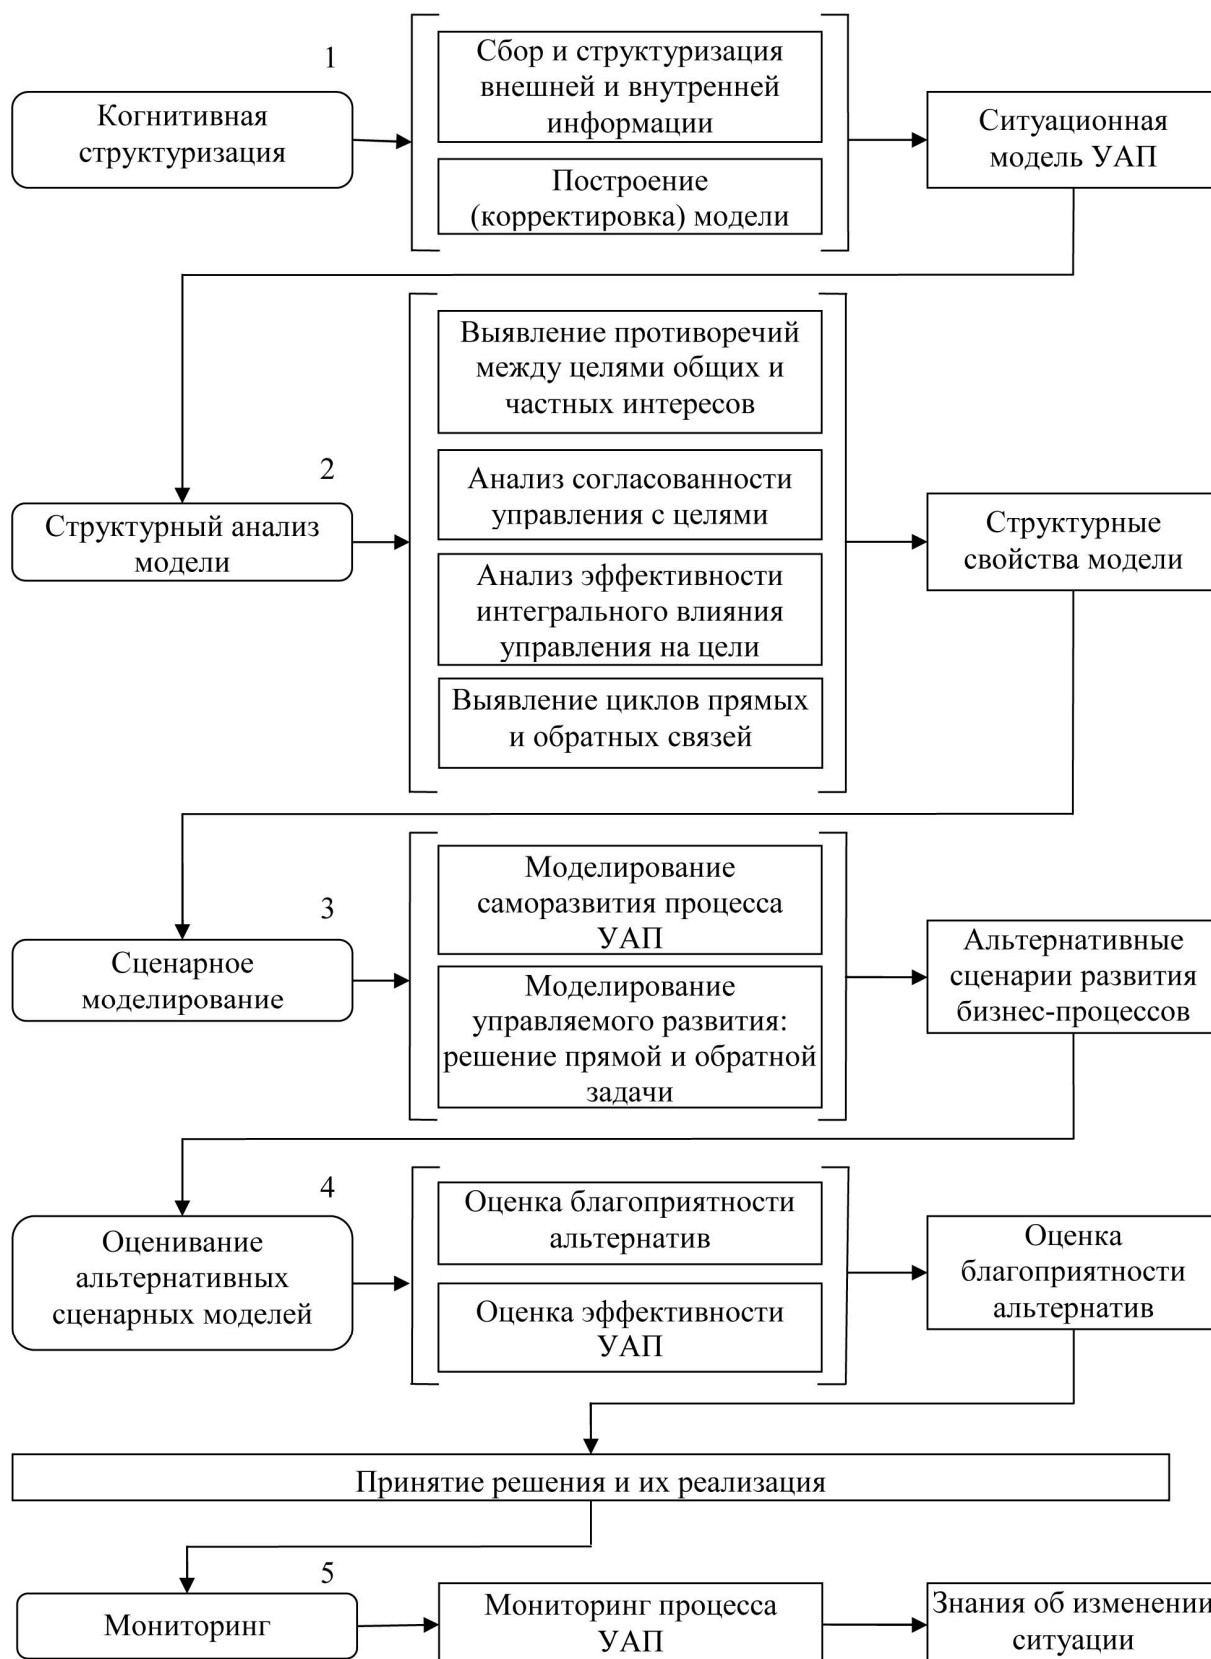 1
Когнитивная
структуризация
Сбор и структуризация
внешней и внутренней
информации
Построение
(корректировка) модели
Ситуационная
модель УАП
2
Структурный анализ
модели
Выявление противоречий
между целями общих и
частных интересов
Анализ согласованности
управления с целями
Анализ эффективности
интегрального влияния
управления на цели
Выявление циклов прямых
и обратных связей
Структурные
свойства модели
3
Сценарное
моделирование
Моделирование
саморазвития процесса
УАП
Моделирование
управляемого развития:
решение прямой и обратной
задачи
Альтернативные
сценарии развития
бизнес-процессов
4
Оценивание
альтернативных
сценарных моделей
Оценка благоприятности
альтернатив
Оценка эффективности
УАП
Оценка
благоприятности
альтернатив
Принятие решения и их реализация
5
Мониторинг
Мониторинг процесса
УАП
Знания об изменении
ситуации